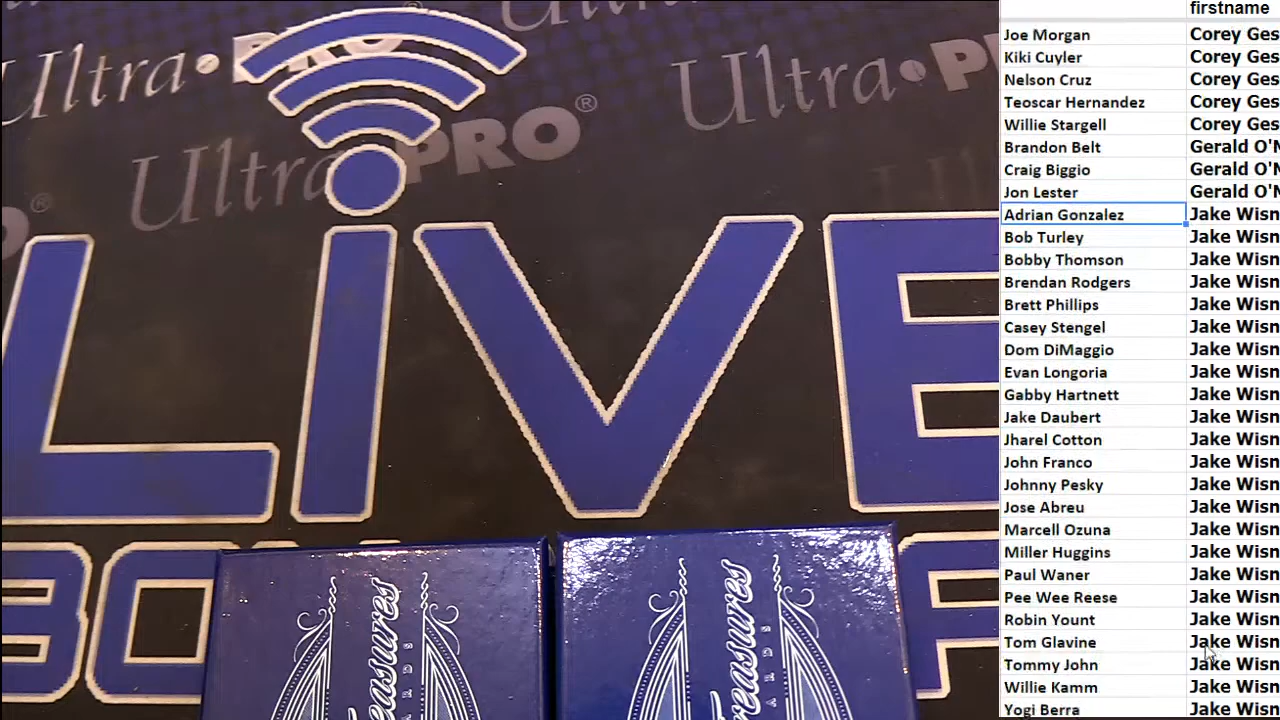 Ultra•PRO
Ultra•P
Ultra•PRO®
®
LiVE
Treasures
CARDS
Treasures
CARDS
firstname
Joe Morgan Corey Ges
Kiki Cuyler Corey Ges
Nelson Cruz Corey Ges
Teoscar Hernandez Corey Ges
Willie Stargell Corey Ges
Brandon Belt Gerald O'N
Craig Biggio Gerald O'N
Jon Lester Gerald O'N
Adrian Gonzalez Jake Wisn
Bob Turley Jake Wisn
Bobby Thomson Jake Wisn
Brendan Rodgers Jake Wisn
Brett Phillips Jake Wisn
Casey Stengel Jake Wisn
Dom DiMaggio Jake Wisn
Evan Longoria Jake Wisn
Gabby Hartnett Jake Wisn
Jake Daubert Jake Wisn
Jharel Cotton Jake Wisn
John Franco Jake Wisn
Johnny Pesky Jake Wisn
Jose Abreu Jake Wisn
Marcell Ozuna Jake Wisn
Miller Huggins Jake Wisn
Paul Waner Jake Wisn
Pee Wee Reese Jake Wisn
Robin Yount Jake Wisn
Tom Glavine Jake Wisn
Tommy John Jake Wisn
Willie Kamm Jake Wisn
Yogi Berra Jake Wisn